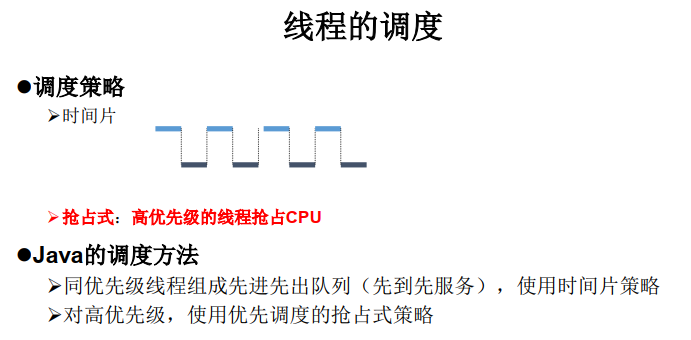 线程的调度
●调度策略
➢时间片
➢抢占式：高优先级的线程抢占CPU
●Java的调度方法
➢同优先级线程组成先进先出队列（先到先服务），使用时间片策略
➢对高优先级，使用优先调度的抢占式策略